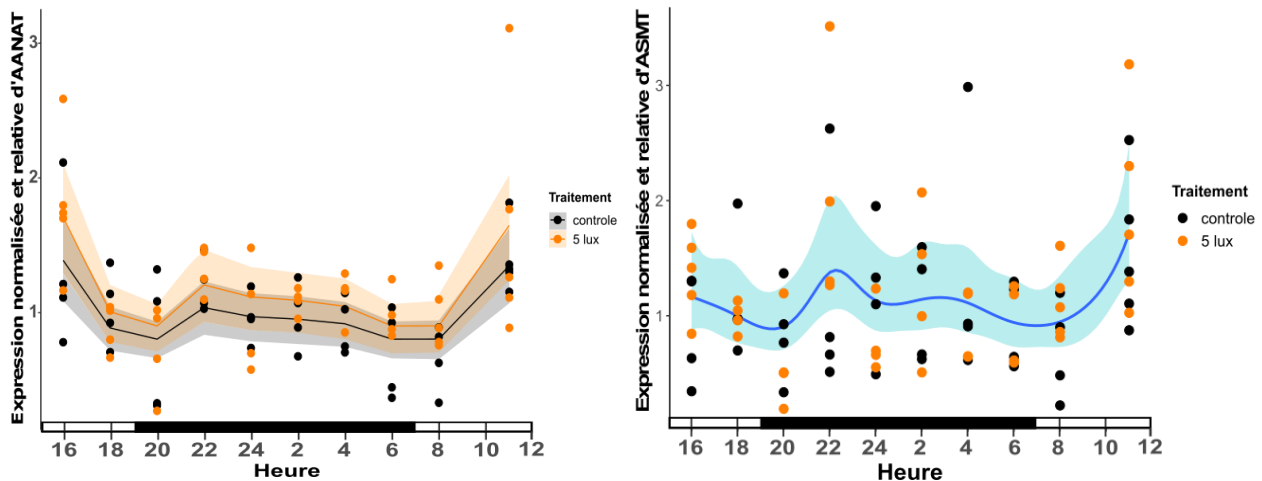 Expression normalisée et relative d'AANAT
3
2
1
16 18 20 22 24 2 4 6 8 10 12
Heure
Traitement
controle
5 lux
Expression normalisée et relative d'ASMT
3
2
1
16 18 20 22 24 2 4 6 8 10 12
Heure
Traitement
controle
5 lux